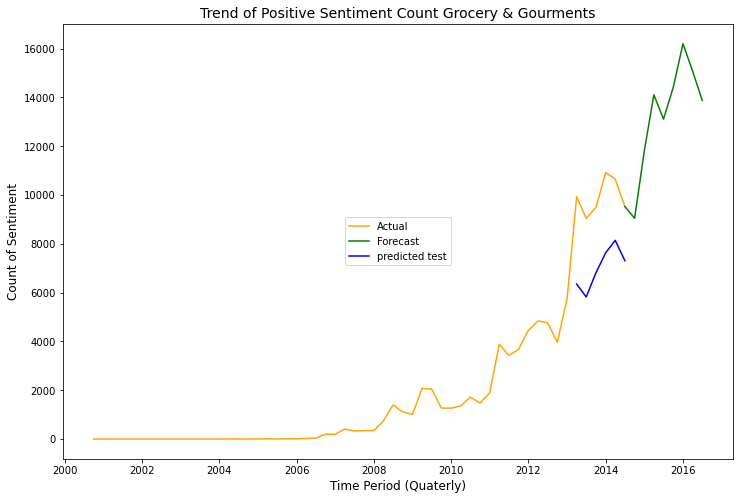 Trend of Positive Sentiment Count Grocery & Gourments
16000
14000
12000
10000
8000
6000
4000
2000
0
Count of Sentiment
Actual
Forecast
predicted test
2000 2002 2004 2006 2008 2010 2012 2014 2016
Time Period (Quaterly)